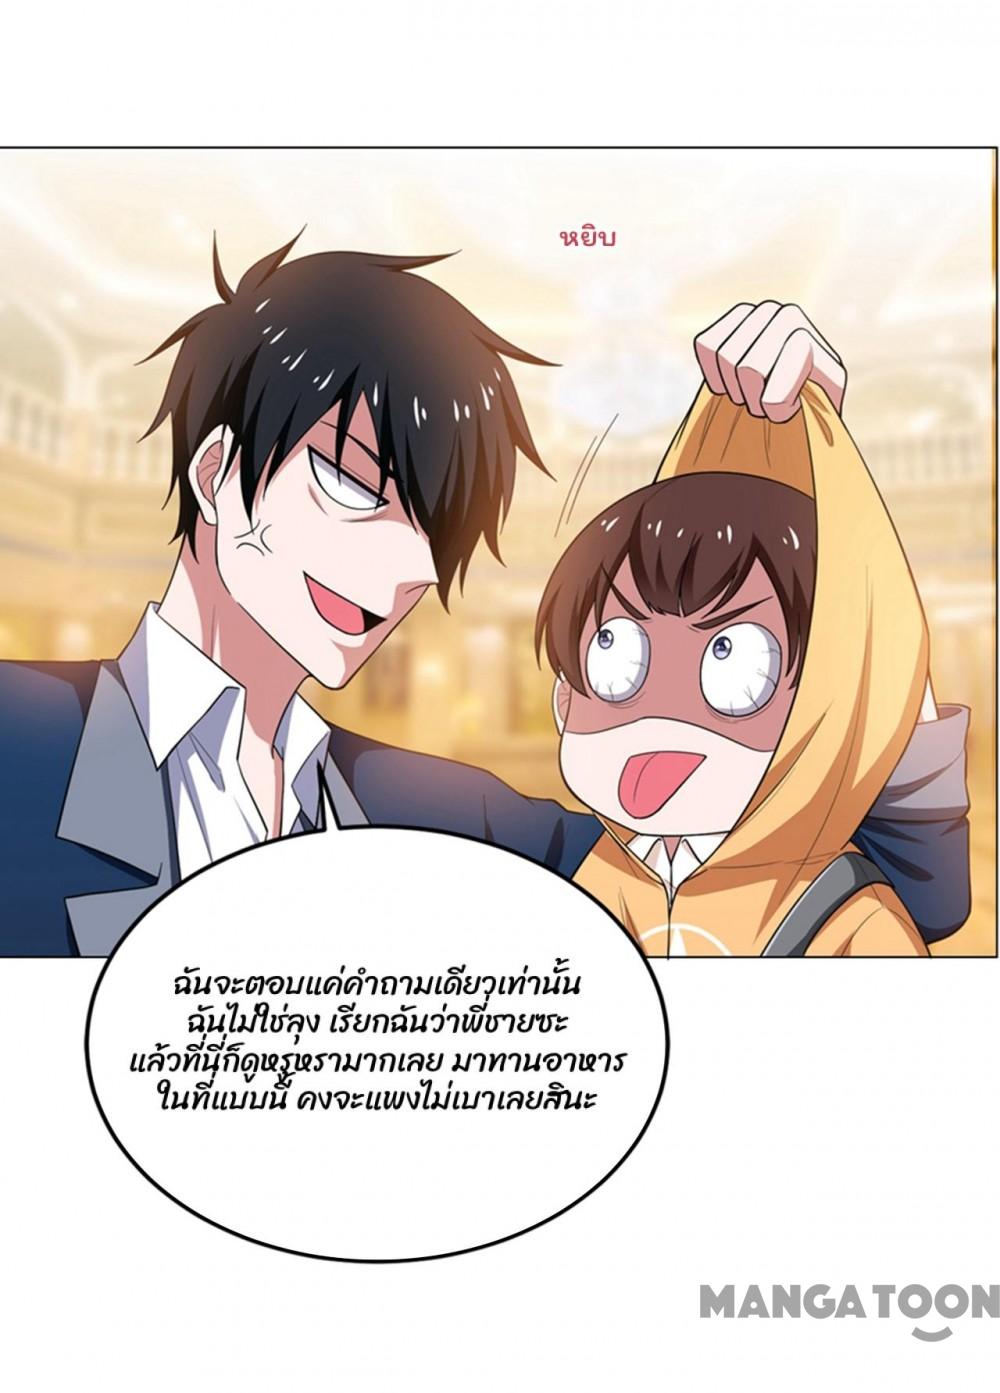 หยิบ
ฉันจะตอบแค่คำถามเดียวเท่านั้น
ฉันไม่ใช่ลุง เรียกฉันว่าพี่ชายซะ
แล้วที่นี่ก็ดูหรูหรามากเลย มาทานอาหาร
ในที่แบบนี้ คงจะแพงไม่เบาเลยสินะ
MANGATOON